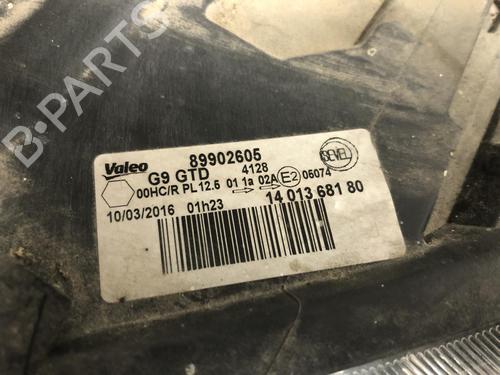 B-PARTS
Valeo 89902605
G9 GTD 4128
00HC/R PL 12.5 01 1a 02A E2 05074
SEVEL
14 013 681 80
10/03/2016 01h23